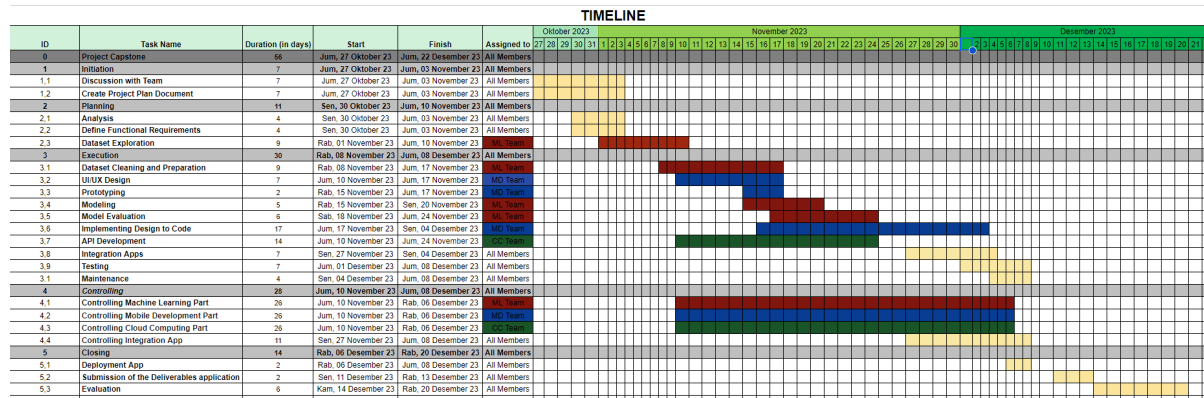 TIMELINE
Oktober 2023 November 2023 Desember 2023
ID Task Name Duration (in days) Start Finish Assigned to 27 28 29 30 31 1 2 3 4 5 6 7 8 9 10 11 12 13 14 15 16 17 18 19 20 21 22 23 24 25 26 27 28 29 30 2 3 4 5 6 7 8 9 10 11 12 13 14 15 16 17 18 19 20 21
0 Project Capstone 56 Jum, 27 Oktober 23 Jum, 22 Desember 23 All Members
1 Initiation 7 Jum, 27 Oktober 23 Jum, 03 November 23 All Members
1,1 Discussion with Team 7 Jum, 27 Oktober 23 Jum, 03 November 23 All Members
1,2 Create Project Plan Document 7 Jum, 27 Oktober 23 Jum, 03 November 23 All Members
2 Planning 11 Sen, 30 Oktober 23 Jum, 10 November 23 All Members
2,1 Analysis 4 Sen, 30 Oktober 23 Jum, 03 November 23 All Members
2,2 Define Functional Requirements 4 Sen, 30 Oktober 23 Jum, 03 November 23 All Members
2,3 Dataset Exploration 9 Rab, 01 November 23 Jum, 10 November 23 ML Team
3 Execution 30 Rab, 08 November 23 Jum, 08 Desember 23 All Members
3,1 Dataset Cleaning and Preparation 9 Rab, 08 November 23 Jum, 17 November 23 ML Team
3,2 UI/UX Design 7 Jum, 10 November 23 Jum, 17 November 23 MD Team
3,3 Prototyping 2 Rab, 15 November 23 Jum, 17 November 23 MD Team
3,4 Modeling 5 Rab, 15 November 23 Sen, 20 November 23 ML Team
3,5 Model Evaluation 6 Sab, 18 November 23 Jum, 24 November 23 ML Team
3,6 Implementing Design to Code 17 Jum, 17 November 23 Sen, 04 Desember 23 MD Team
3,7 API Development 14 Jum, 10 November 23 Jum, 24 November 23 CC Team
3,8 Integration Apps 7 Sen, 27 November 23 Sen, 04 Desember 23 All Members
3,9 Testing 7 Jum, 01 Desember 23 Jum, 08 Desember 23 All Members
3,1 Maintenance 4 Sen, 04 Desember 23 Jum, 08 Desember 23 All Members
4 Controlling 28 Jum, 10 November 23 Jum, 08 Desember 23 All Members
4,1 Controlling Machine Learning Part 26 Jum, 10 November 23 Rab, 06 Desember 23 ML Team
4,2 Controlling Mobile Development Part 26 Jum, 10 November 23 Rab, 06 Desember 23 MD Team
4,3 Controlling Cloud Computing Part 26 Jum, 10 November 23 Rab, 06 Desember 23 CC Team
4,4 Controlling Integration App 11 Sen, 27 November 23 Jum, 08 Desember 23 All Members
5 Closing 14 Rab, 06 Desember 23 Rab, 20 Desember 23 All Members
5,1 Deployment App 2 Rab, 06 Desember 23 Jum, 08 Desember 23 All Members
5,2 Submission of the Deliverables application 2 Sen, 11 Desember 23 Rab, 13 Desember 23 All Members
5,3 Evaluation 6 Kam, 14 Desember 23 Rab, 20 Desember 23 All Members